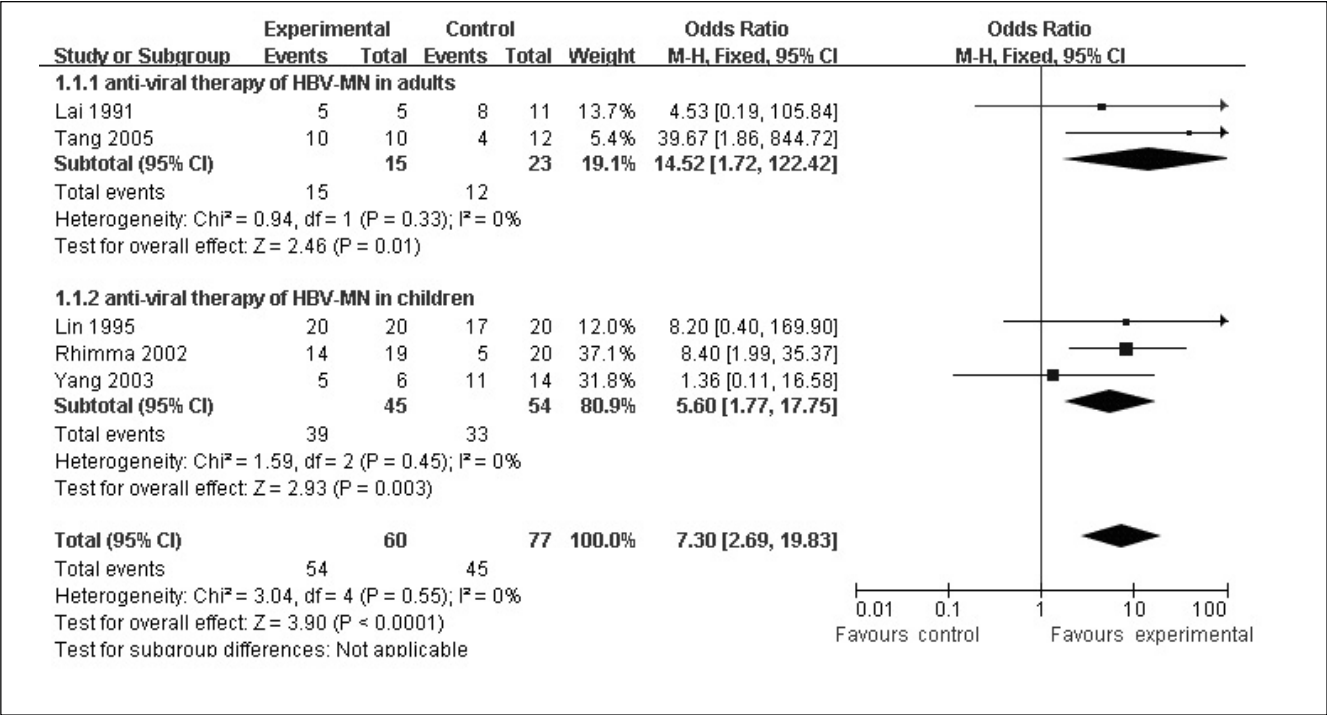 Experimental Control Odds Ratio Odds Ratio
Study or Subgroup Events Total Events Total Weight M-H, Fixed, 95% CI M-H, Fixed, 95% CI
1.1.1 anti-viral therapy of HBV-MN in adults
Lai 1991 5 5 8 11 13.7% 4.53 [0.19, 105.84]
Tang 2005 10 10 4 12 5.4% 39.67 [1.86, 844.72]
Subtotal (95% CI) 15 23 19.1% 14.52 [1.72, 122.42]
Total events 15 12
Heterogeneity: Chi² = 0.94, df = 1 (P = 0.33); I² = 0%
Test for overall effect: Z = 2.46 (P = 0.01)
1.1.2 anti-viral therapy of HBV-MN in children
Lin 1995 20 20 17 20 12.0% 8.20 [0.40, 169.90]
Rhimma 2002 14 19 5 20 37.1% 8.40 [1.99, 35.37]
Yang 2003 5 6 11 14 31.8% 1.36 [0.11, 16.58]
Subtotal (95% CI) 45 54 80.9% 5.60 [1.77, 17.75]
Total events 39 33
Heterogeneity: Chi² = 1.59, df = 2 (P = 0.45); I² = 0%
Test for overall effect: Z = 2.93 (P = 0.003)
Total (95% CI) 60 77 100.0% 7.30 [2.69, 19.83]
Total events 54 45
Heterogeneity: Chi² = 3.04, df = 4 (P = 0.55); I² = 0%
Test for overall effect: Z = 3.90 (P < 0.0001)
Test for subgroup differences: Not applicable
0.01 0.1 1 10 100
Favours control Favours experimental